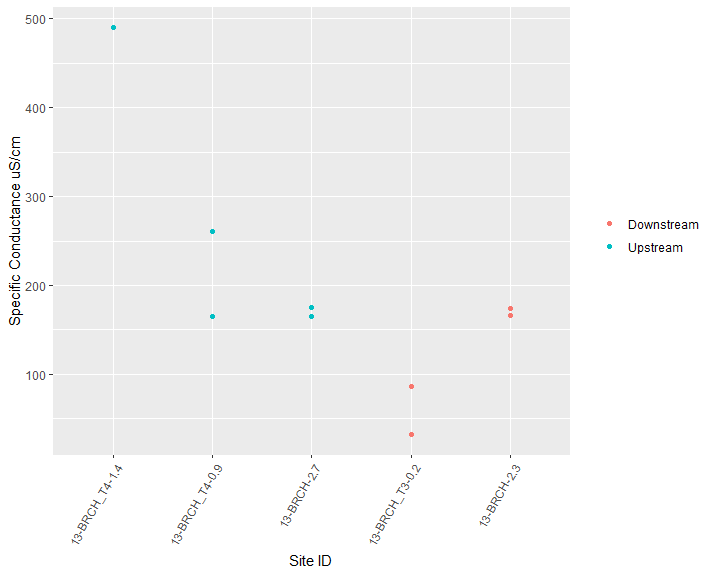 500
400
300
200
100
Specific Conductance uS/cm
13-BRCH_T4-1.4
13-BRCH_T4-0.9
13-BRCH-2.7
13-BRCH_T3-0.2
13-BRCH-2.3
Site ID
Downstream
Upstream